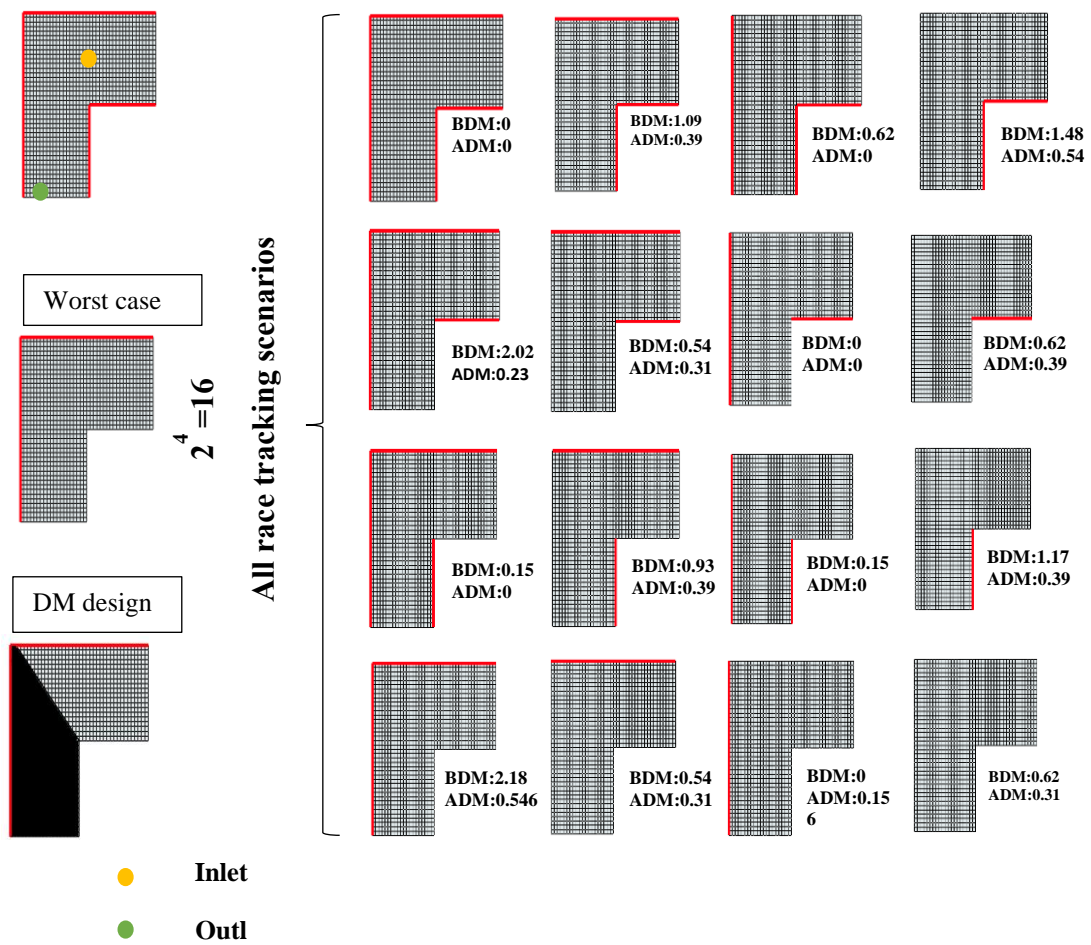 Worst case
DM design
2^4 =16
All race tracking scenarios
BDM:0
ADM:0
BDM:1.09
ADM:0.39
BDM:0.62
ADM:0
BDM:1.48
ADM:0.54
BDM:2.02
ADM:0.23
BDM:0.54
ADM:0.31
BDM:0
ADM:0
BDM:0.62
ADM:0.39
BDM:0.15
ADM:0
BDM:0.93
ADM:0.39
BDM:0.15
ADM:0
BDM:1.17
ADM:0.39
BDM:2.18
ADM:0.546
BDM:0.54
ADM:0.31
BDM:0
ADM:0.15
6
BDM:0.62
ADM:0.31
Inlet
Outl